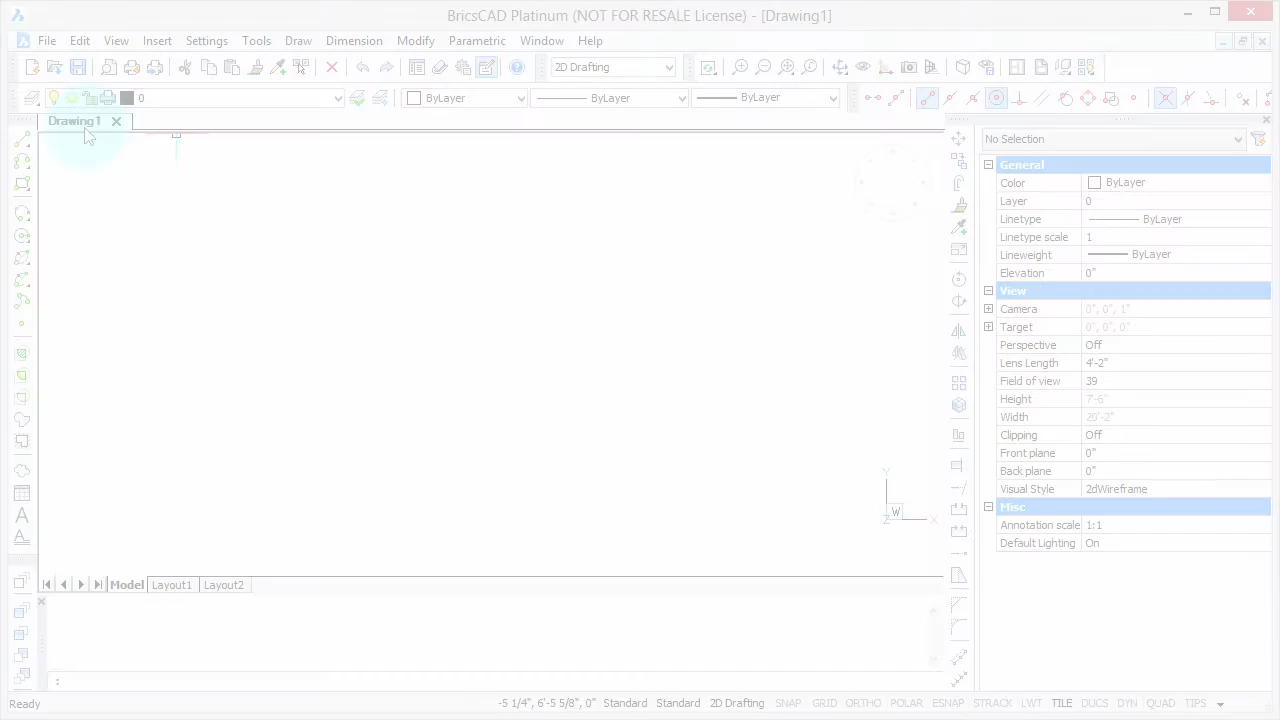 BricsCAD Platinum (NOT FOR RESALE License) - [Drawing1]
File Edit View Insert Settings Tools Draw Dimension Modify Parametric Window Help
2D Drafting
0 ByLayer ByLayer ByLayer
Drawing1
No Selection
General
Color ByLayer
Layer 0
Linetype ByLayer
Linetype scale 1
Lineweight ByLayer
Elevation 0"
View
Camera 0", 0", 1"
Target 0", 0", 0"
Perspective Off
Lens Length 4'-2"
Field of view 39
Height 7'-6"
Width 20'-2"
Clipping Off
Front plane 0"
Back plane 0"
Visual Style 2dWireframe
Misc
Annotation scale 1:1
Default Lighting On
Y
W
Z X
Model Layout1 Layout2
:
Ready -5 1/4", 6'-5 5/8", 0" Standard Standard 2D Drafting SNAP GRID ORTHO POLAR ESNAP STRACK LWT TILE DUCS DYN QUAD TIPS